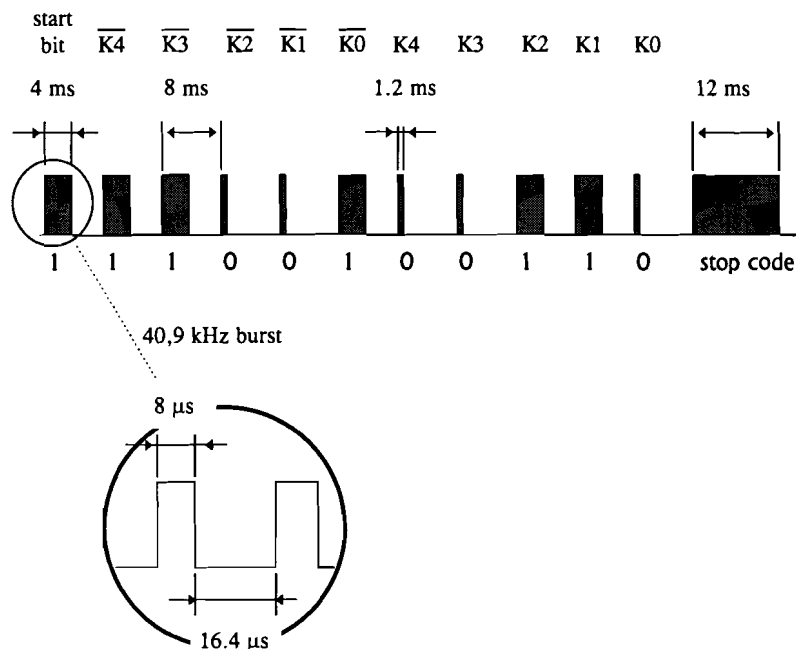 start
bit K4 K3 K2 K1 K0 K4 K3 K2 K1 K0
4 ms 8 ms 1.2 ms 12 ms
1 1 1 0 0 1 0 0 1 1 0 stop code
40,9 kHz burst
8 µs
16.4 µs